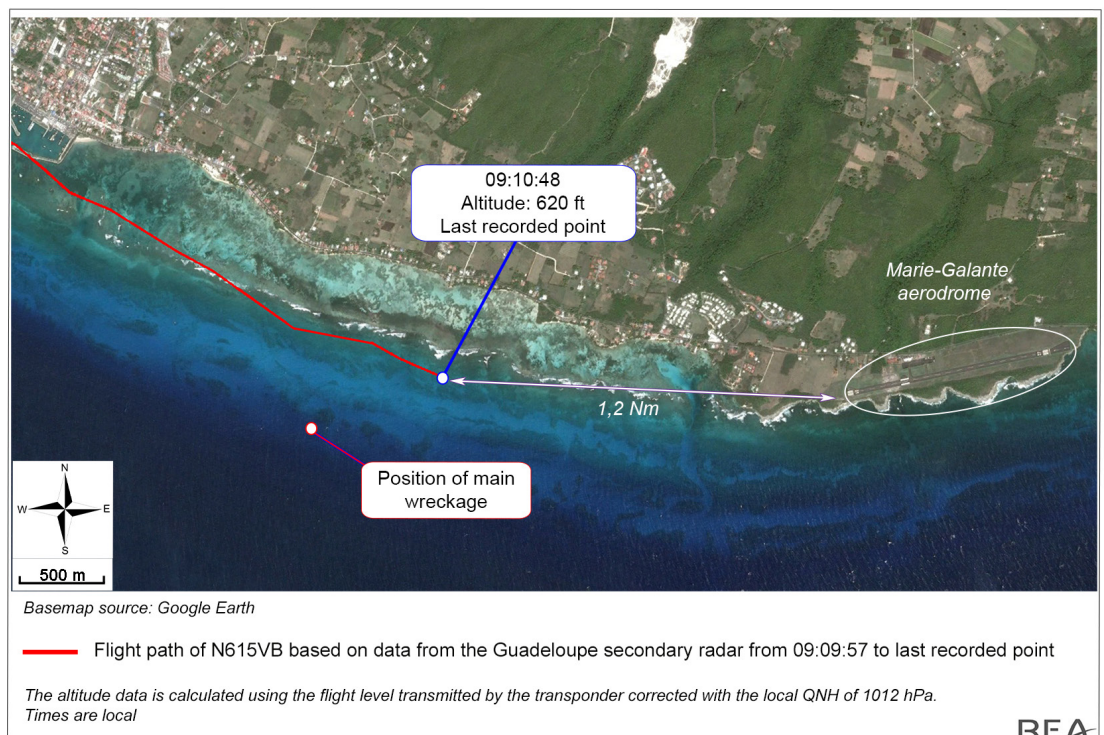 09:10:48
Altitude: 620 ft
Last recorded point
Marie-Galante
aerodrome
1,2 Nm
Position of main
wreckage
N
W
E
S
500 m
Basemap source: Google Earth
Flight path of N615VB based on data from the Guadeloupe secondary radar from 09:09:57 to last recorded point
The altitude data is calculated using the flight level transmitted by the transponder corrected with the local QNH of 1012 hPa.
Times are local
BEA